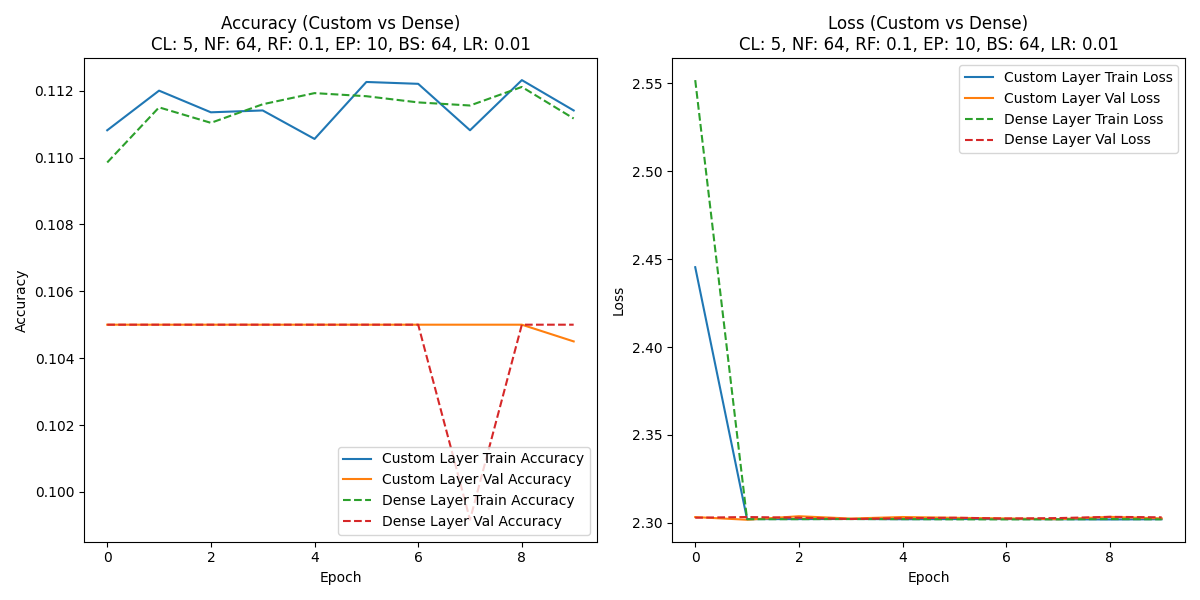 Accuracy (Custom vs Dense)
CL: 5, NF: 64, RF: 0.1, EP: 10, BS: 64, LR: 0.01
0.112
0.110
0.108
0.106
0.104
0.102
0.100
Accuracy
Custom Layer Train Accuracy
Custom Layer Val Accuracy
Dense Layer Train Accuracy
Dense Layer Val Accuracy
0
2
4
6
8
Epoch
Loss (Custom vs Dense)
CL: 5, NF: 64, RF: 0.1, EP: 10, BS: 64, LR: 0.01
2.55
2.50
2.45
2.40
2.35
2.30
Loss
Custom Layer Train Loss
Custom Layer Val Loss
Dense Layer Train Loss
Dense Layer Val Loss
0
2
4
6
8
Epoch